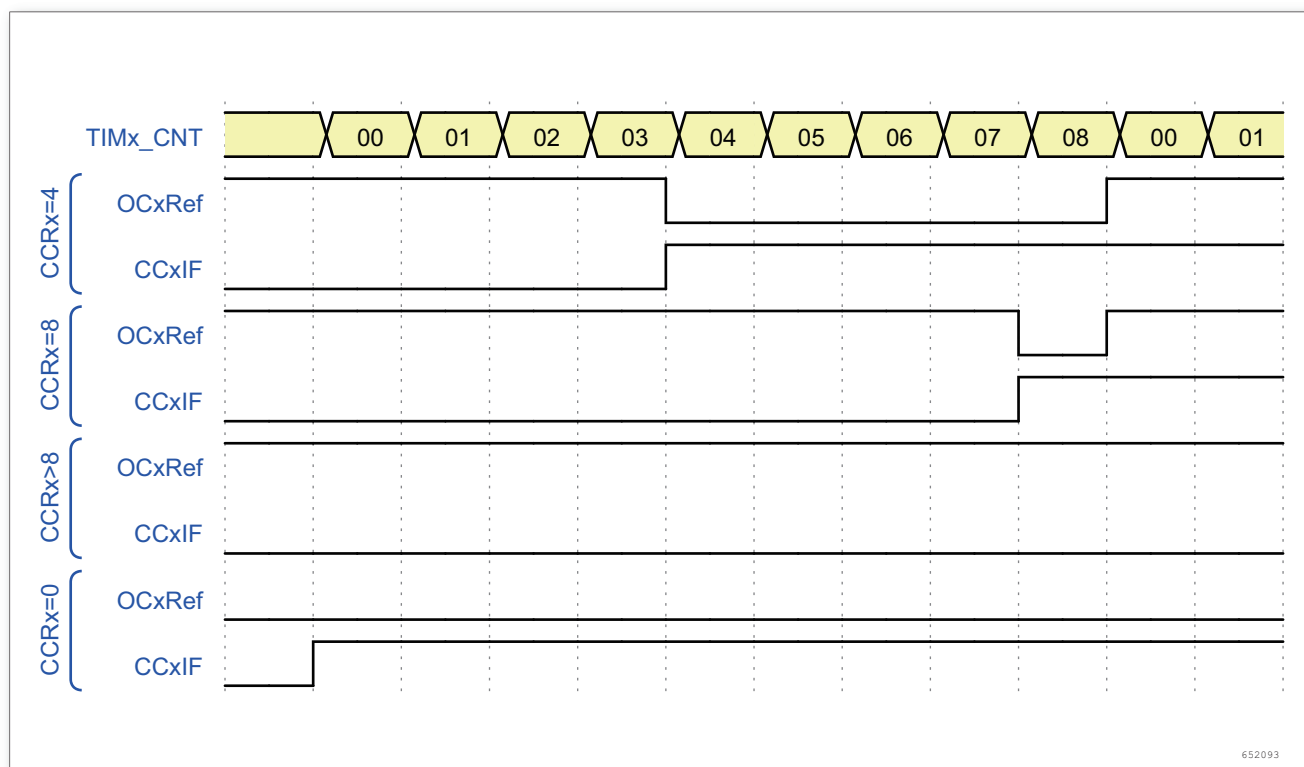 TIMx_CNT 00 01 02 03 04 05 06 07 08 00 01
CCRx=4
OCxRef
CCxIF
CCRx=8
OCxRef
CCxIF
CCRx>8
OCxRef
CCxIF
CCRx=0
OCxRef
CCxIF
652093